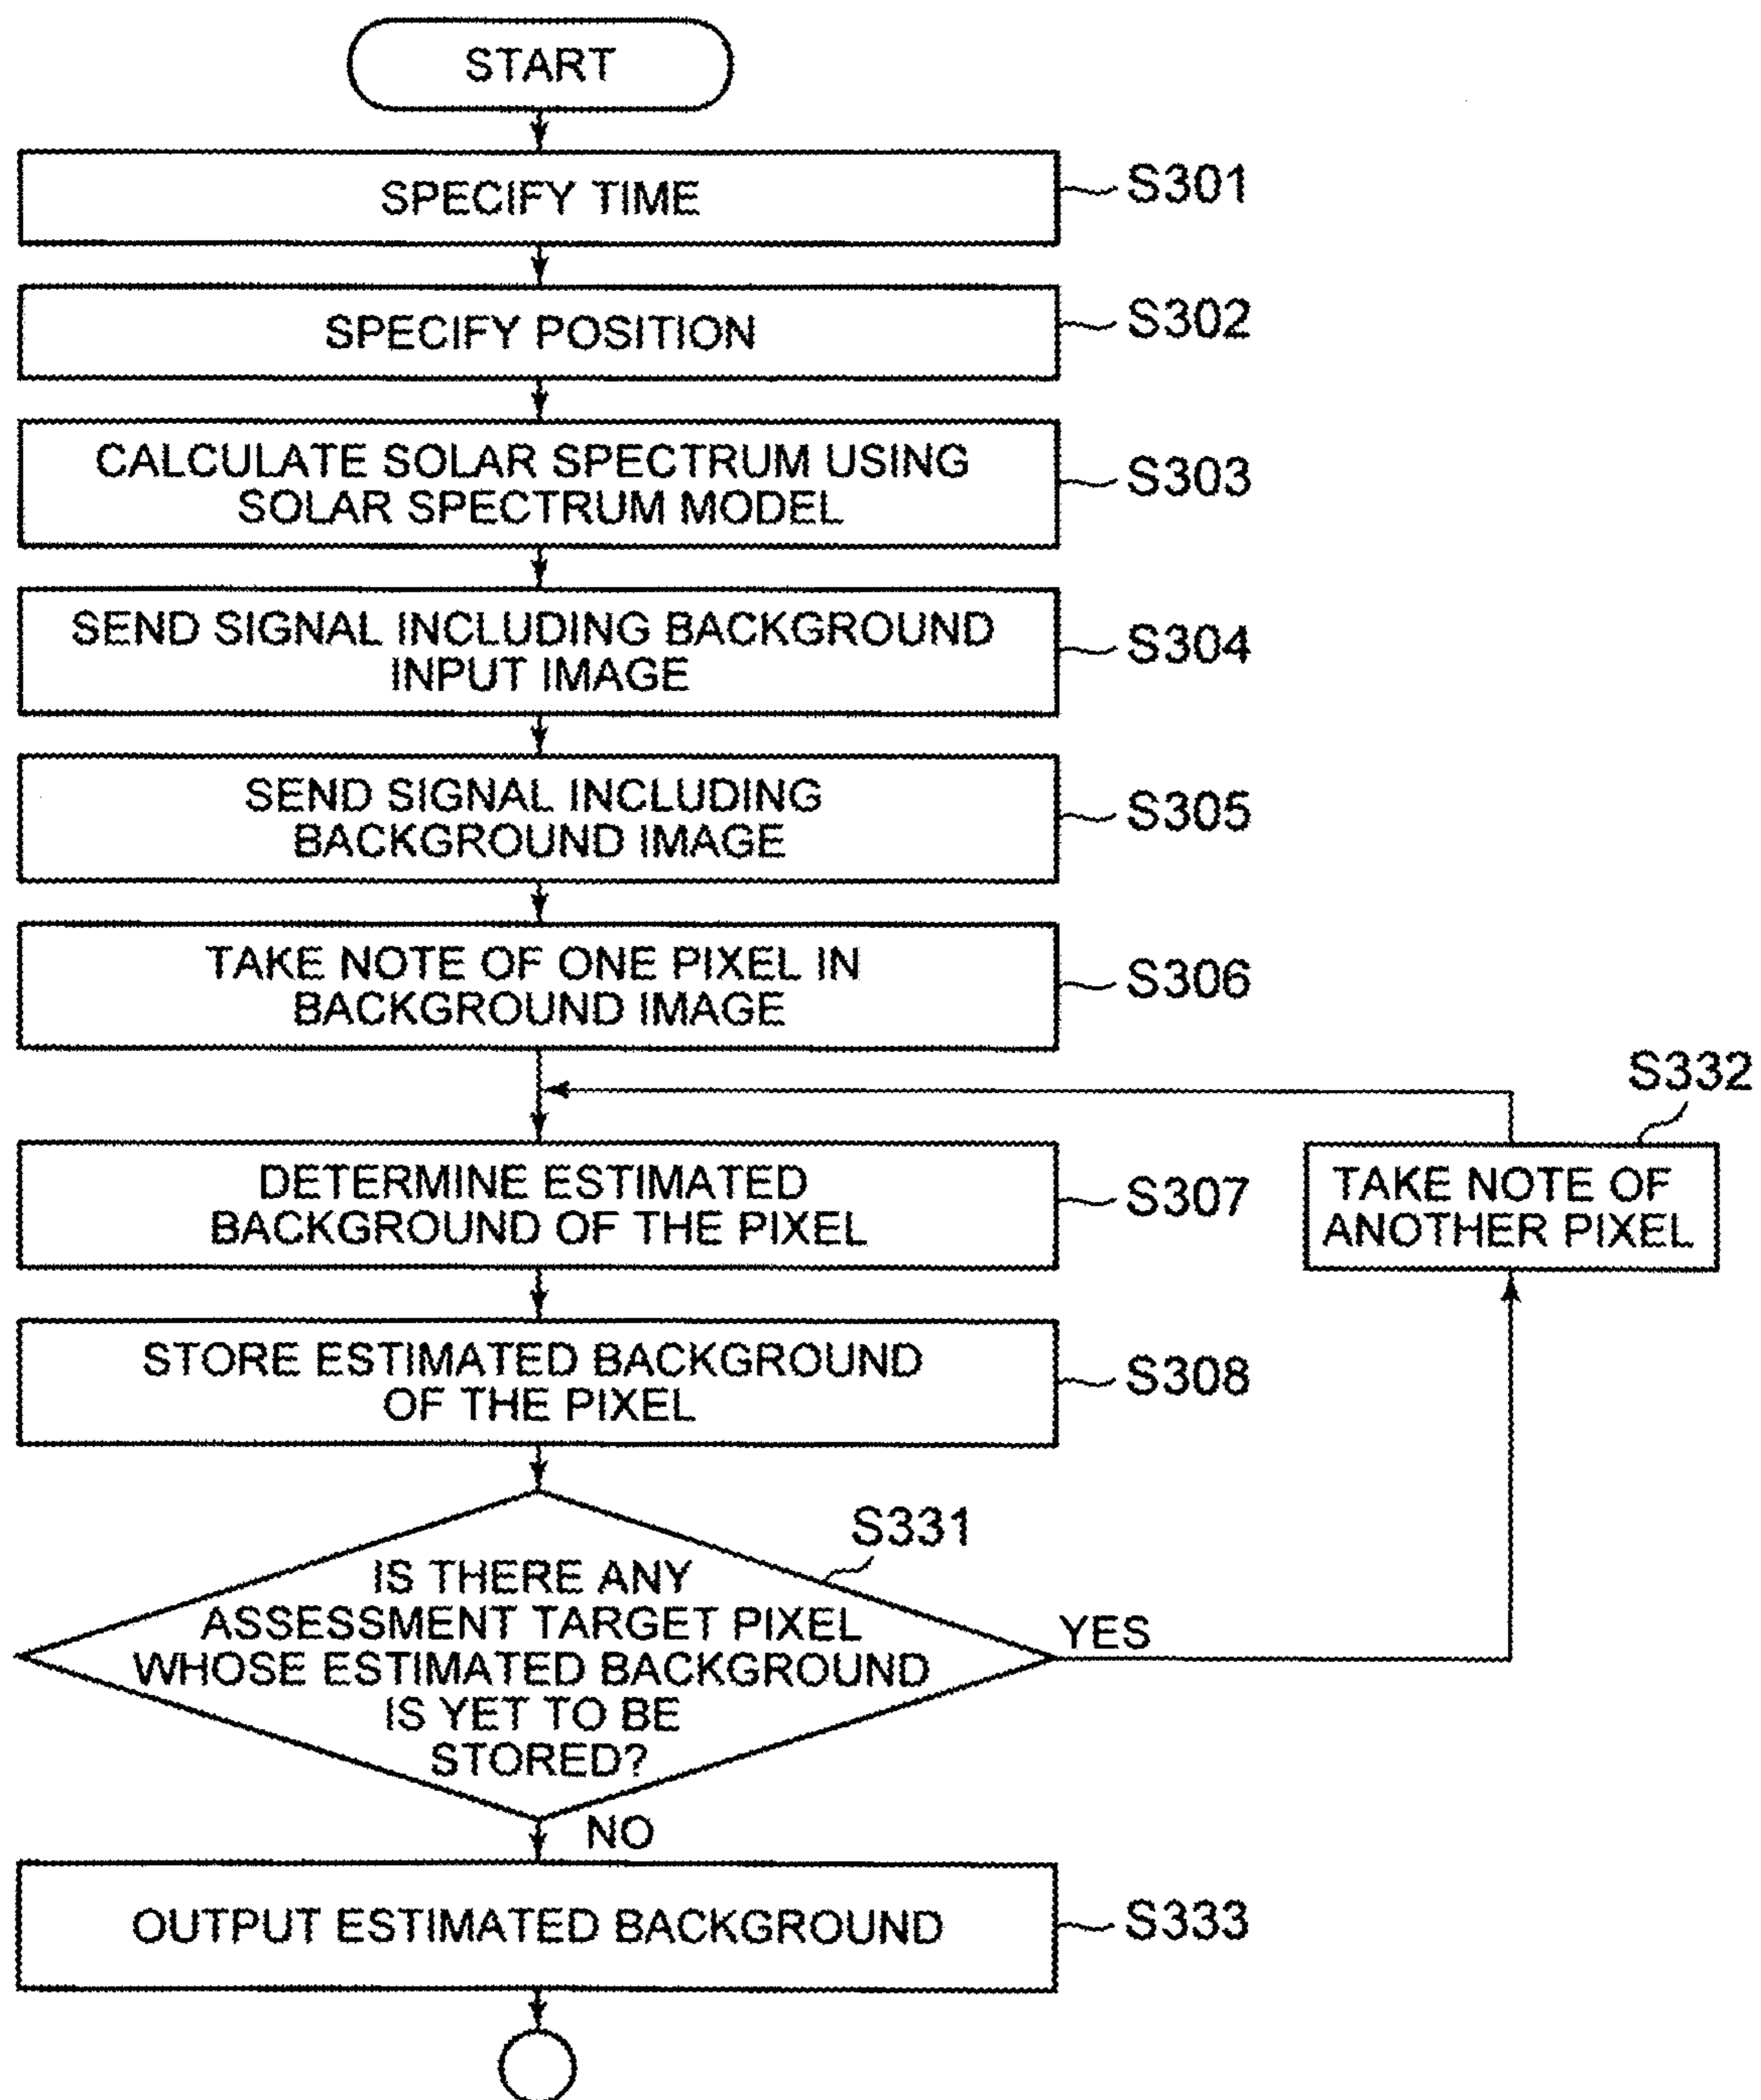 START
SPECIFY TIME
S301
SPECIFY POSITION
S302
CALCULATE SOLAR SPECTRUM USING
SOLAR SPECTRUM MODEL
S303
SEND SIGNAL INCLUDING BACKGROUND
INPUT IMAGE
S304
SEND SIGNAL INCLUDING
BACKGROUND IMAGE
S305
TAKE NOTE OF ONE PIXEL IN
BACKGROUND IMAGE
S306
S332
TAKE NOTE OF
ANOTHER PIXEL
DETERMINE ESTIMATED
BACKGROUND OF THE PIXEL
S307
STORE ESTIMATED BACKGROUND
OF THE PIXEL
S308
S331
IS THERE ANY
ASSESSMENT TARGET PIXEL
WHOSE ESTIMATED BACKGROUND
IS YET TO BE
STORED?
YES
NO
OUTPUT ESTIMATED BACKGROUND
S333